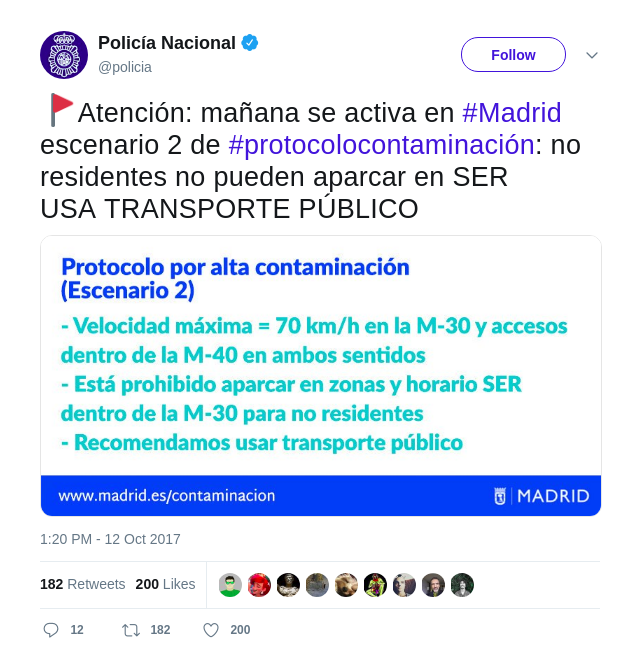 Policía Nacional
@policia
Follow
Atención: mañana se activa en #Madrid
escenario 2 de #protocolocontaminación: no
residentes no pueden aparcar en SER
USA TRANSPORTE PÚBLICO
Protocolo por alta contaminación
(Escenario 2)
- Velocidad máxima = 70 km/h en la M-30 y accesos
dentro de la M-40 en ambos sentidos
- Está prohibido aparcar en zonas y horario SER
dentro de la M-30 para no residentes
- Recomendamos usar transporte público
www.madrid.es/contaminacion
MADRID
1:20 PM - 12 Oct 2017
182 Retweets 200 Likes
12 182 200